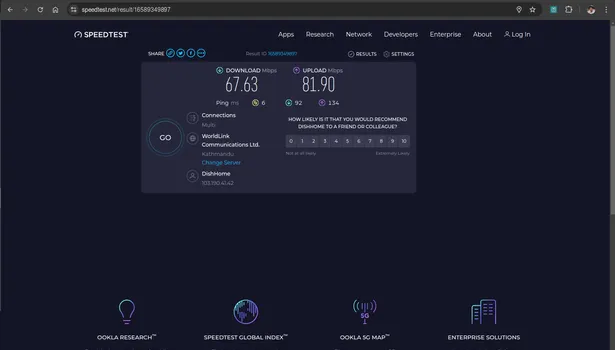 speedtest.net/result/16589349887
SPEEDTEST
Apps Research Network Developers Enterprise About Log In
SHARE Result ID 16589349887 RESULTS SETTINGS
DOWNLOAD Mbps UPLOAD Mbps
67.63 81.90
Ping ms 6 92 134
GO
Connections
Multi
WorldLink
Communications Ltd.
Kathmandu
Change Server
DishHome
103.190.41.42
HOW LIKELY IS IT THAT YOU WOULD RECOMMEND
DISHHOME TO A FRIEND OR COLLEAGUE?
0 1 2 3 4 5 6 7 8 9 10
Not at all likely Extremely Likely
5G
OOKLA RESEARCH™ SPEEDTEST GLOBAL INDEX™ OOKLA 5G MAP™ ENTERPRISE SOLUTIONS